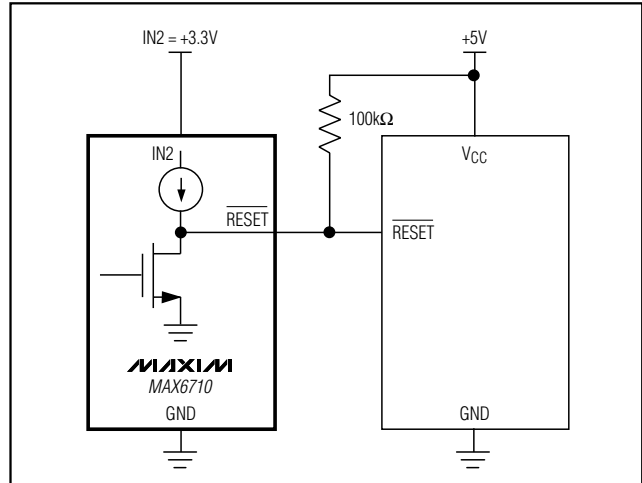 IN2 = +3.3V
+5V
100kΩ
IN2
VCC
RESET
RESET
MAXIM
MAX6710
GND
GND